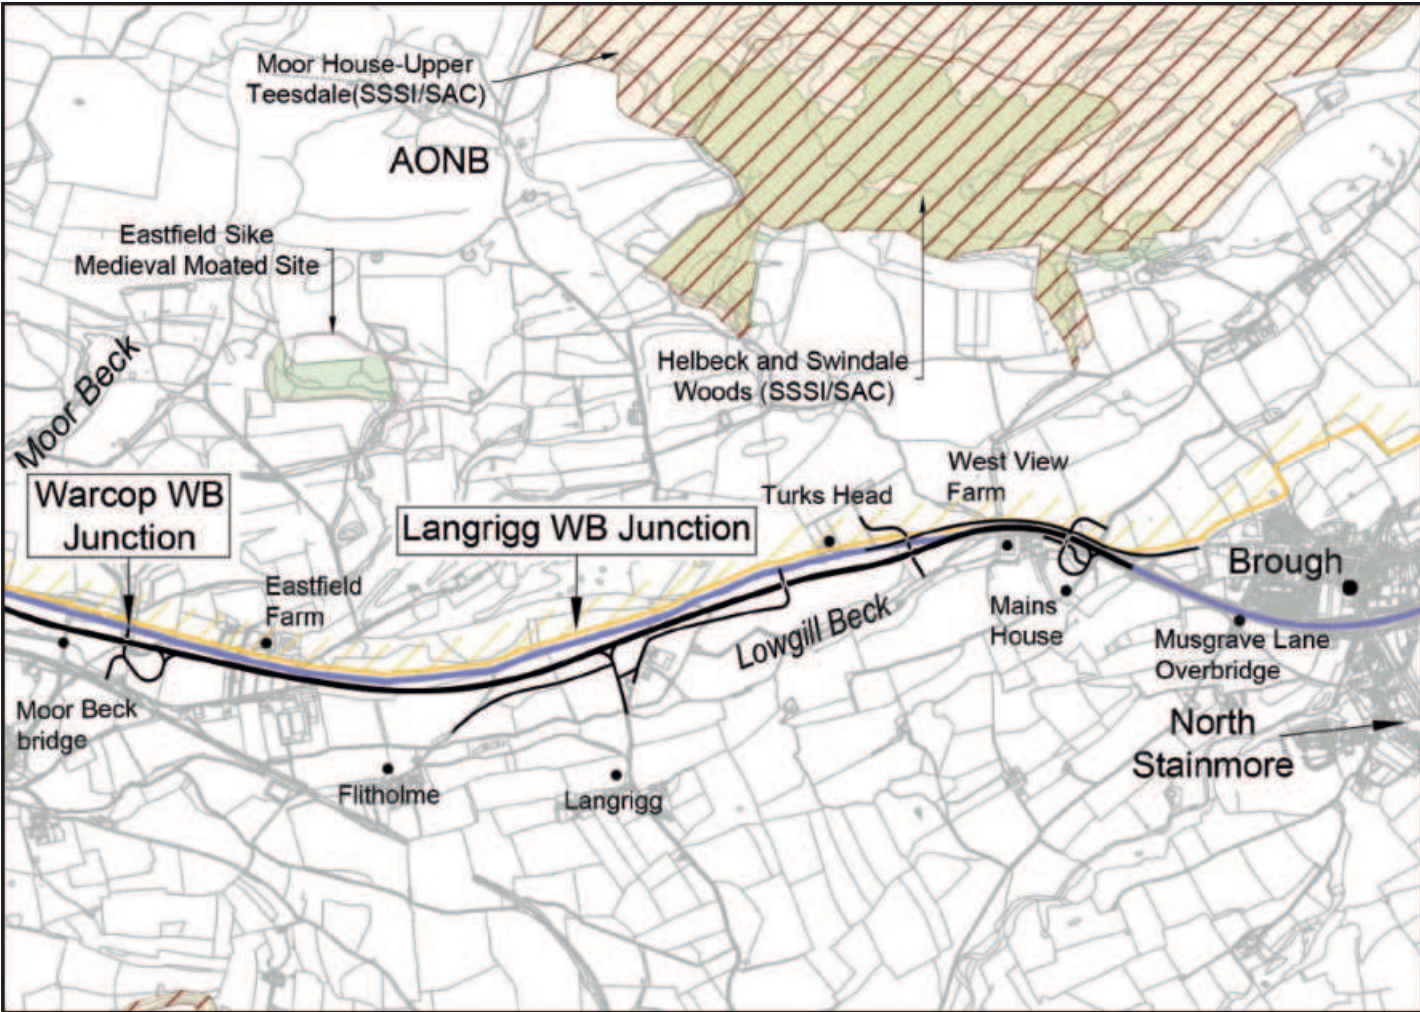 Moor House-Upper
Teesdale(SSSI/SAC)
AONB
Eastfield Sike
Medieval Moated Site
Moor Beck
Helbeck and Swindale
Woods (SSSI/SAC)
Warcop WB
Junction
Langrigg WB Junction
Turks Head
West View
Farm
Eastfield
Farm
Brough
Lowgill Beck
Mains
House
Musgrave Lane
Overbridge
Moor Beck
bridge
North
Stainmore
Flitholme
Langrigg